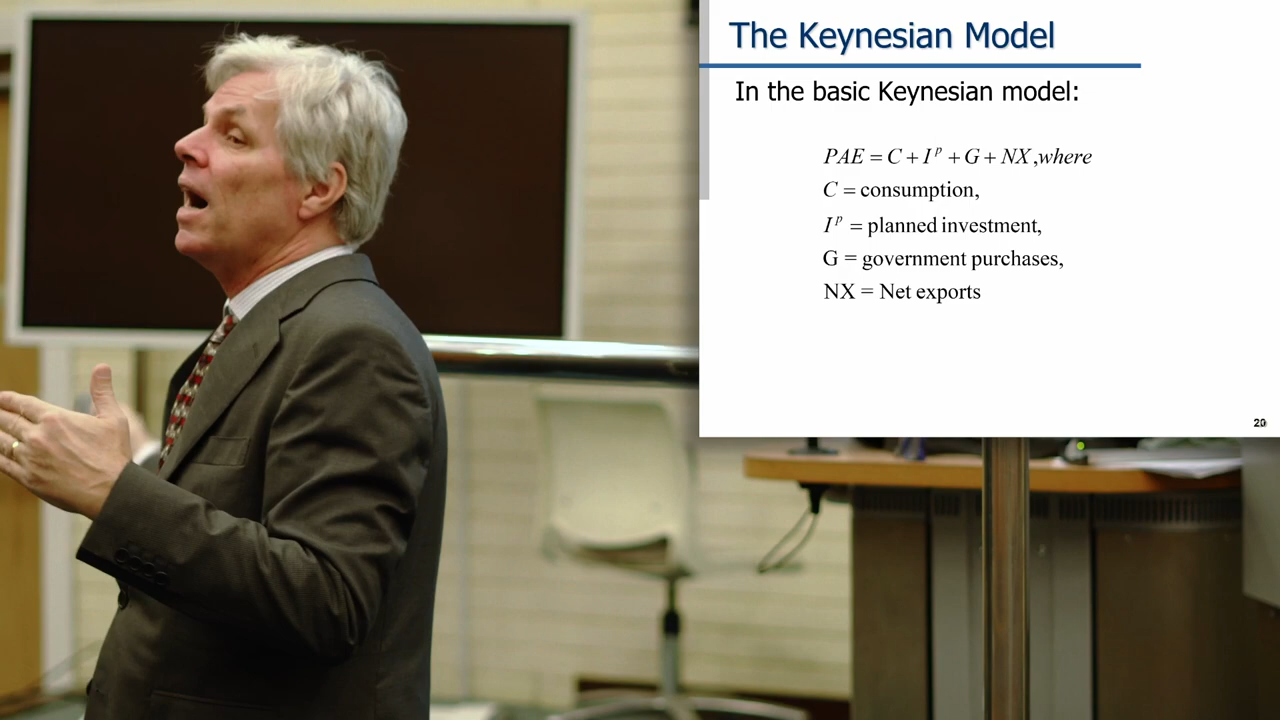 The Keynesian Model
In the basic Keynesian model:
PAE = C + I^p + G + NX, where
C = consumption,
I^p = planned investment,
G = government purchases,
NX = Net exports
20